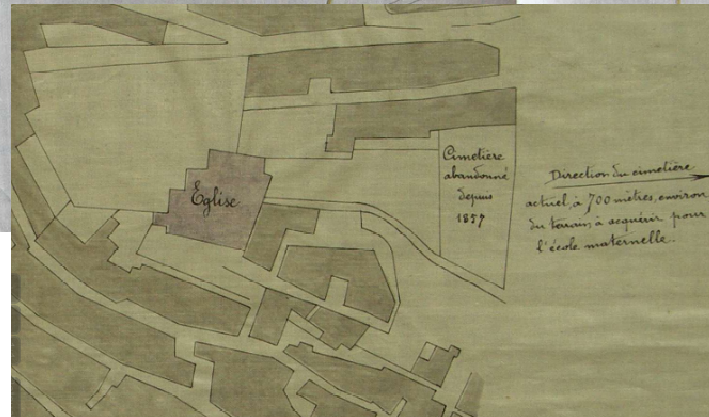 Eglise
Cimetière
abandonné
depuis
1857
Direction du cimetière
actuel, à 700 mètres, environ
du terrain, à acquérir pour
l'école maternelle.